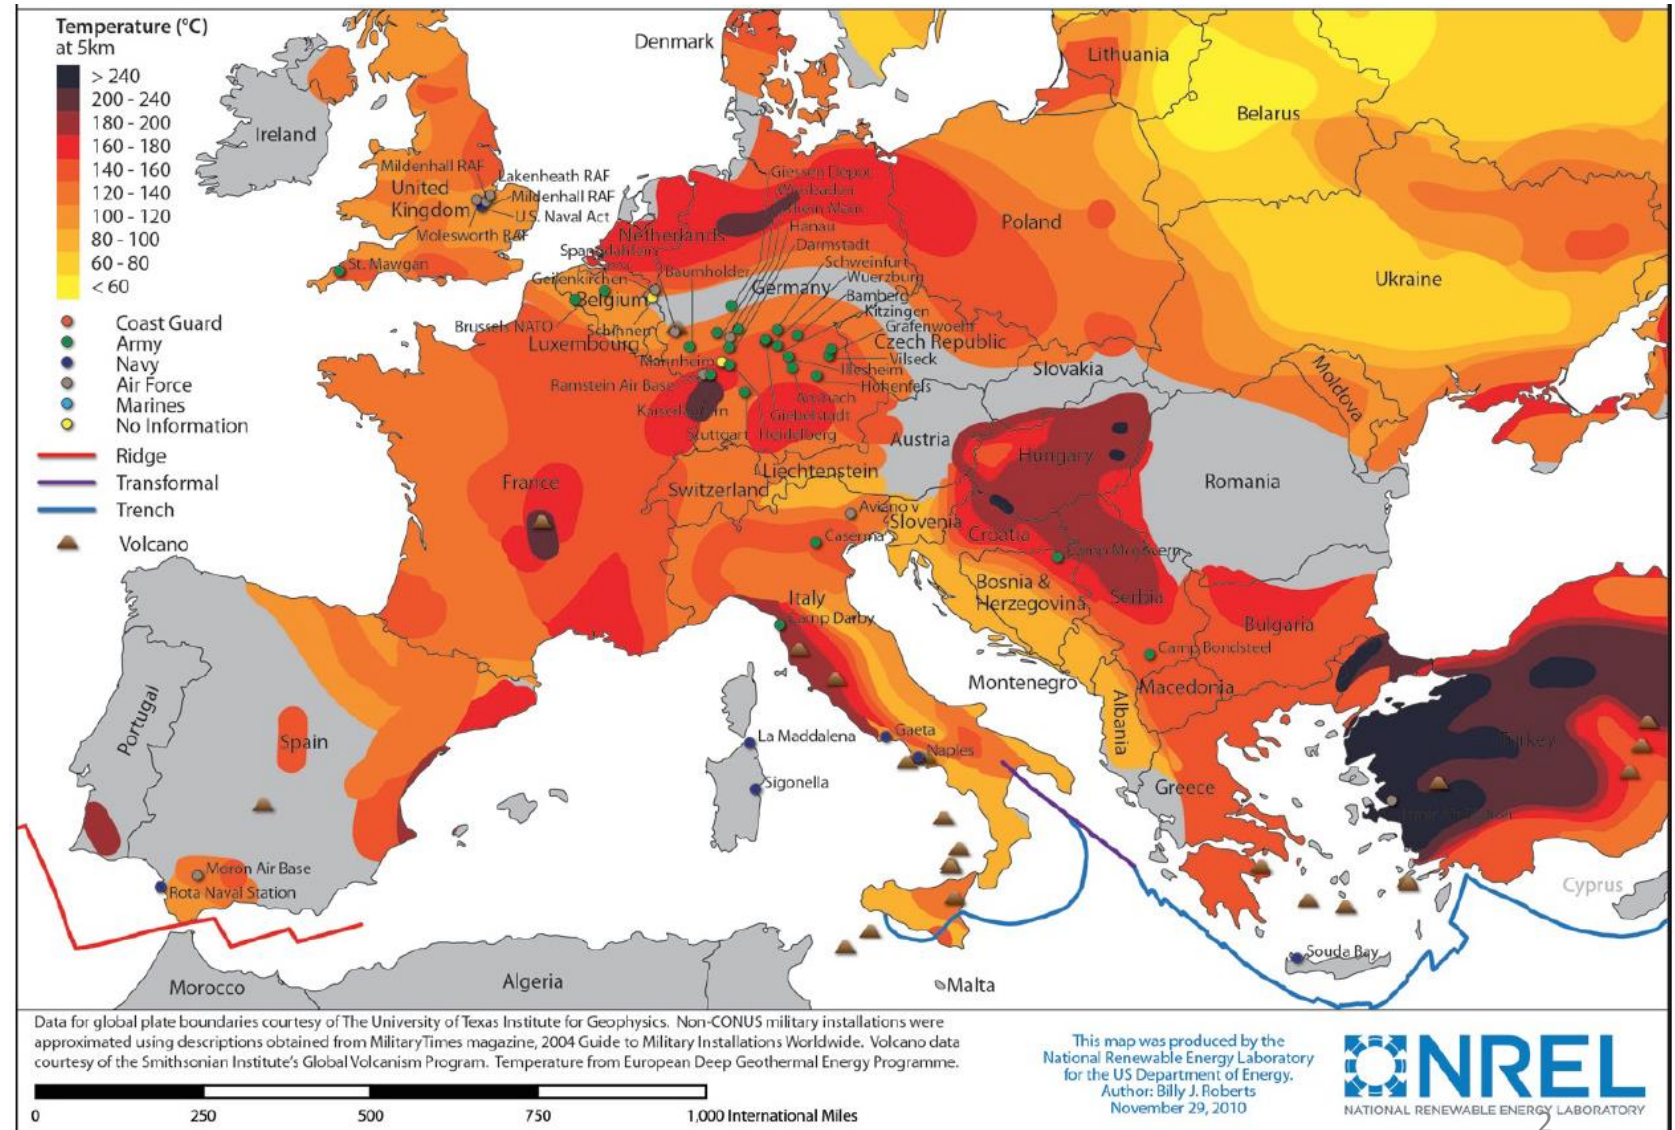 Temperature (°C)
at 5km
> 240
200 - 240
180 - 200
160 - 180
140 - 160
120 - 140
100 - 120
80 - 100
60 - 80
< 60
Coast Guard
Army
Navy
Air Force
Marines
No Information
Ridge
Transformal
Trench
Volcano
Denmark
Lithuania
Belarus
Ireland
Mildenhall RAF
Lakenheath RAF
United
Kingdom
Mildenhall RAF
U.S. Naval Act
Molesworth RAF
St. Mawgan
Giessen Depot
Wiesbaden
Rhein Main
Hanau
Darmstadt
Schweinfurt
Wuerzburg
Bamberg
Kitzingen
Grafenwoehr
Netherlands
Poland
Ukraine
Spangdahlem
Geilenkirchen
Baumholder
Germany
Belgium
Brussels NATO
Schinnen
Luxembourg
Czech Republic
Vilseck
Illesheim
Hohenfels
Mannheim
Ramstein Air Base
Ansbach
Giebelstadt
Stuttgart
Heidelberg
Slovakia
Moldova
Austria
Hungary
Romania
Liechtenstein
Switzerland
France
Aviano v
Slovenia
Caserma
Croatia
Bosnia &
Herzegovina
Serbia
Italy
Camp Darby
Bulgaria
Camp Bondsteel
Montenegro
Macedonia
Albania
Portugal
Spain
La Maddalena
Gaeta
Naples
Sigonella
Greece
Turkey
Moron Air Base
Rota Naval Station
Cyprus
Souda Bay
Malta
Morocco
Algeria
Data for global plate boundaries courtesy of The University of Texas Institute for Geophysics. Non-CONUS military installations were
approximated using descriptions obtained from MilitaryTimes magazine, 2004 Guide to Military Installations Worldwide. Volcano data
courtesy of the Smithsonian Institute's Global Volcanism Program. Temperature from European Deep Geothermal Energy Programme.
0 250 500 750 1,000 International Miles
This map was produced by the
National Renewable Energy Laboratory
for the US Department of Energy.
Author: Billy J. Roberts
November 29, 2010
NREL
NATIONAL RENEWABLE ENERGY LABORATORY
2